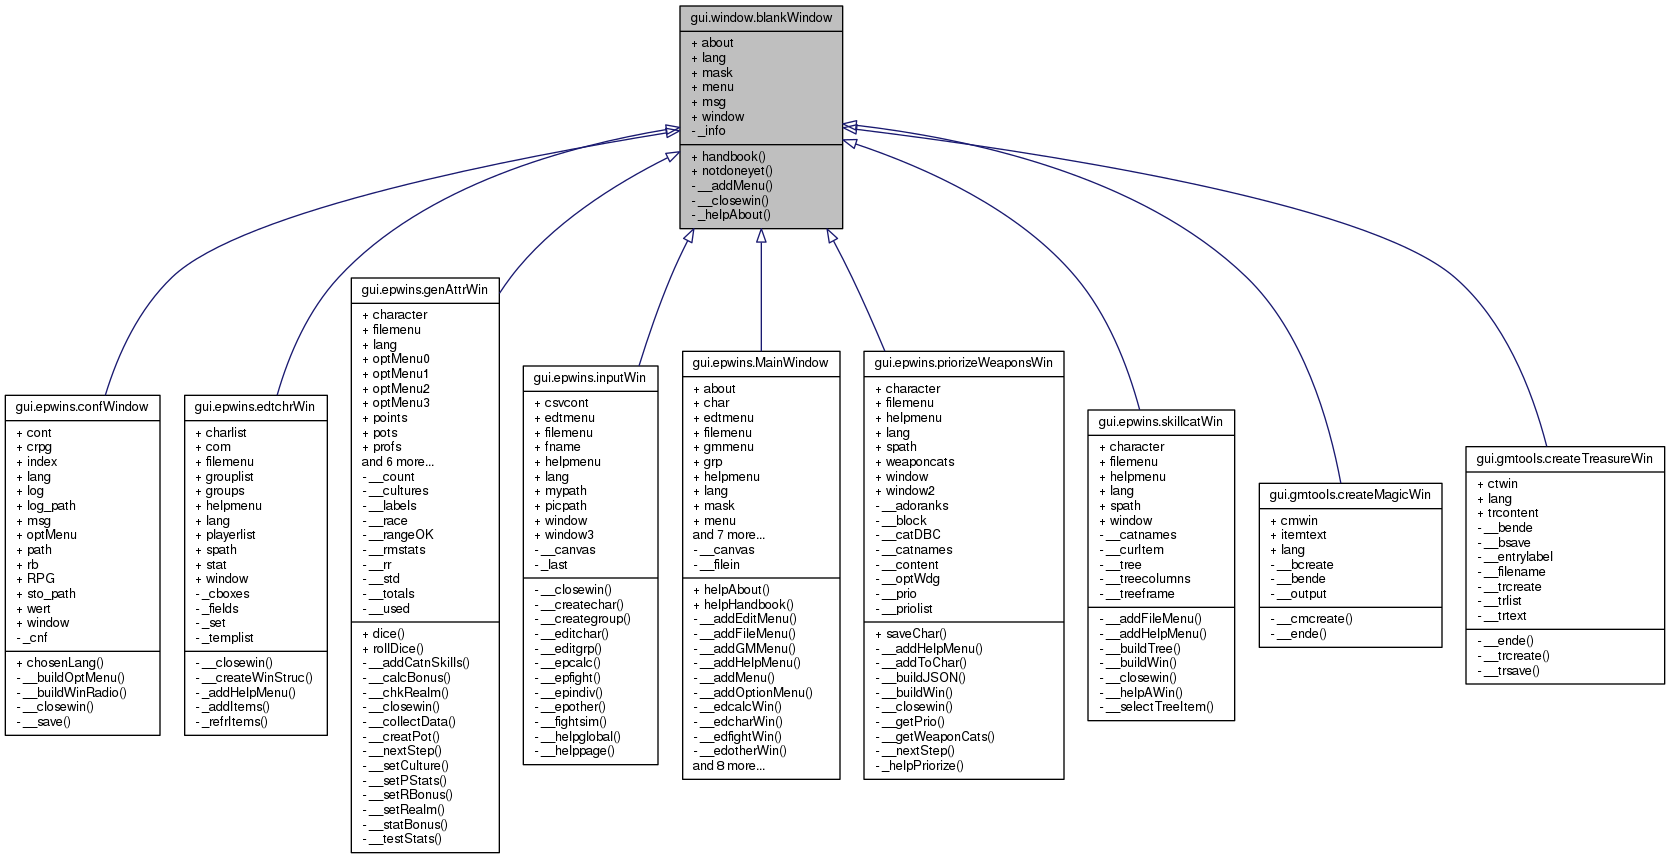 gui.window.blankWindow
+ about
+ lang
+ mask
+ menu
+ msg
+ window
- _info
+ handbook()
+ notdoneyet()
- __addMenu()
- __closewin()
- _helpAbout()
gui.epwins.confWindow
+ cont
+ crpg
+ index
+ lang
+ log
+ log_path
+ msg
+ optMenu
+ path
+ rb
+ RPG
+ sto_path
+ wert
+ window
- _cnf
+ chosenLang()
- __buildOptMenu()
- __buildWinRadio()
- __closewin()
- __save()
gui.epwins.edtchrWin
+ charlist
+ com
+ filemenu
+ grouplist
+ groups
+ helpmenu
+ lang
+ playerlist
+ spath
+ stat
+ window
- _cboxes
- _fields
- _set
- _templist
- __closewin()
- __createWinStruc()
- _addHelpMenu()
- _addItems()
- _refrItems()
gui.epwins.genAttrWin
+ character
+ filemenu
+ lang
+ optMenu0
+ optMenu1
+ optMenu2
+ optMenu3
+ points
+ pots
+ profs
and 6 more...
- __count
- __cultures
- __labels
- __race
- __rangeOK
- __rmstats
- __rr
- __std
- __totals
- __used
+ dice()
+ rollDice()
- __addCatnSkills()
- __calcBonus()
- __chkRealm()
- __closewin()
- __collectData()
- __creatPot()
- __nextStep()
- __setCulture()
- __setPStats()
- __setRBonus()
- __setRealm()
- __statBonus()
- __testStats()
gui.epwins.inputWin
+ csvcont
+ edtmenu
+ filemenu
+ fname
+ helpmenu
+ lang
+ mypath
+ picpath
+ window
+ window3
- __canvas
- _last
- __closewin()
- __createchar()
- __creategroup()
- __editchar()
- __editgrp()
- __epcalc()
- __epfight()
- __epindiv()
- __epother()
- __fightsim()
- __helpglobal()
- __helppage()
gui.epwins.MainWindow
+ about
+ char
+ edtmenu
+ filemenu
+ gmmenu
+ grp
+ helpmenu
+ lang
+ mask
+ menu
and 7 more...
- __canvas
- __filein
+ helpAbout()
+ helpHandbook()
- __addEditMenu()
- __addFileMenu()
- __addGMMenu()
- __addHelpMenu()
- __addMenu()
- __addOptionMenu()
- __edcalcWin()
- __edcharWin()
- __edfightWin()
- __edotherWin()
and 8 more...
gui.epwins.priorizeWeaponsWin
+ character
+ filemenu
+ helpmenu
+ lang
+ spath
+ weaponcats
+ window
+ window2
- __adoranks
- __block
- __catDBC
- __catnames
- __content
- __optWdg
- __prio
- __priolist
+ saveChar()
- __addHelpMenu()
- __addToChar()
- __buildJSON()
- __buildWin()
- __closewin()
- __getPrio()
- __getWeaponCats()
- __nextStep()
- _helpPriorize()
gui.epwins.skillcatWin
+ character
+ filemenu
+ helpmenu
+ lang
+ spath
+ window
- __catnames
- __curItem
- __tree
- __treecolumns
- __treeframe
- __addFileMenu()
- __addHelpMenu()
- __buildTree()
- __buildWin()
- __closewin()
- __helpAWin()
- __selectTreeItem()
gui.gmtools.createMagicWin
+ cmwin
+ itemtext
+ lang
- __bcreate
- __bende
- __output
- __cmcreate()
- __ende()
gui.gmtools.createTreasureWin
+ ctwin
+ lang
+ trcontent
- __bende
- __bsave
- __entrylabel
- __filename
- __trcreate
- __trlist
- __trtext
- __ende()
- __trcreate()
- __trsave()